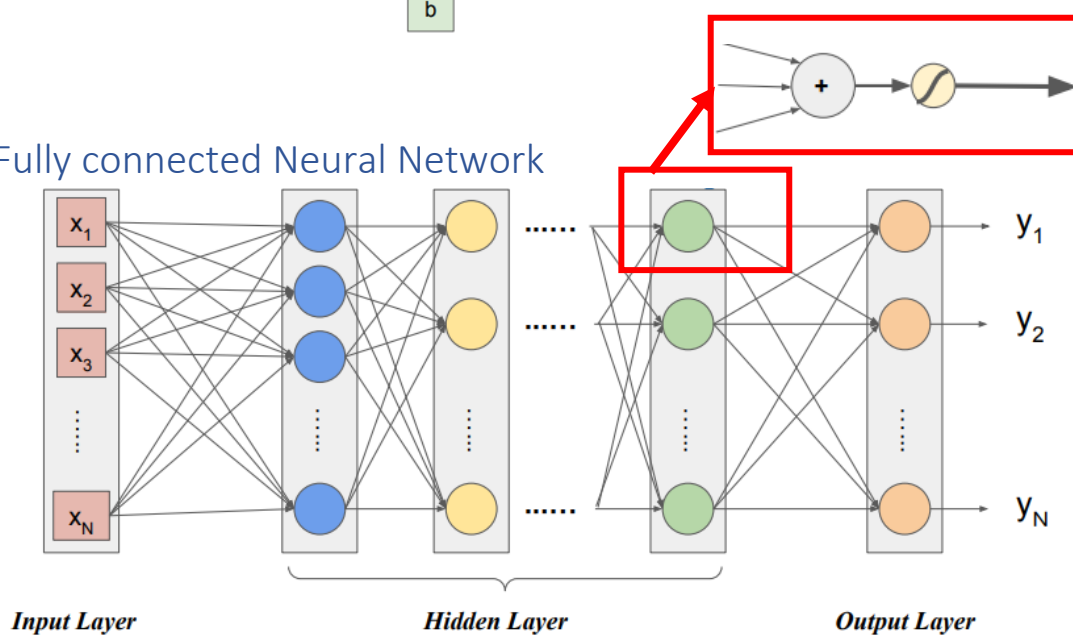 b
+
Fully connected Neural Network
x1
x2
x3
......
xN
......
......
......
......
......
......
......
y1
y2
yN
Input Layer
Hidden Layer
Output Layer